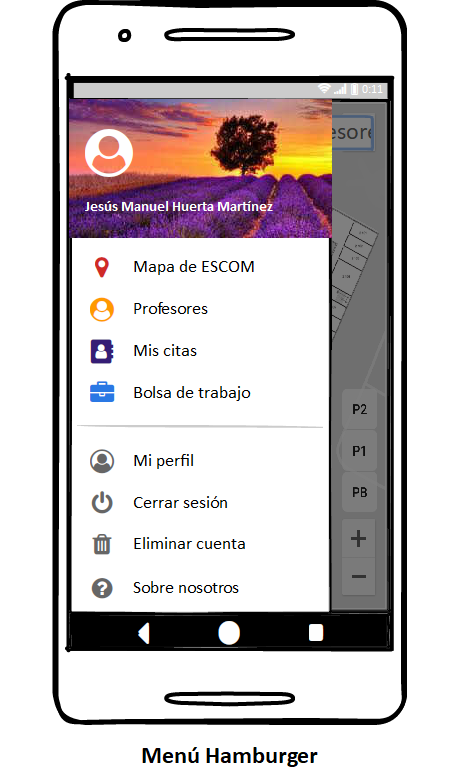 0:11
Jesús Manuel Huerta Martínez
Mapa de ESCOM
Profesores
Mis citas
Bolsa de trabajo
P2
P1
PB
+
−
Mi perfil
Cerrar sesión
Eliminar cuenta
Sobre nosotros
Menú Hamburger